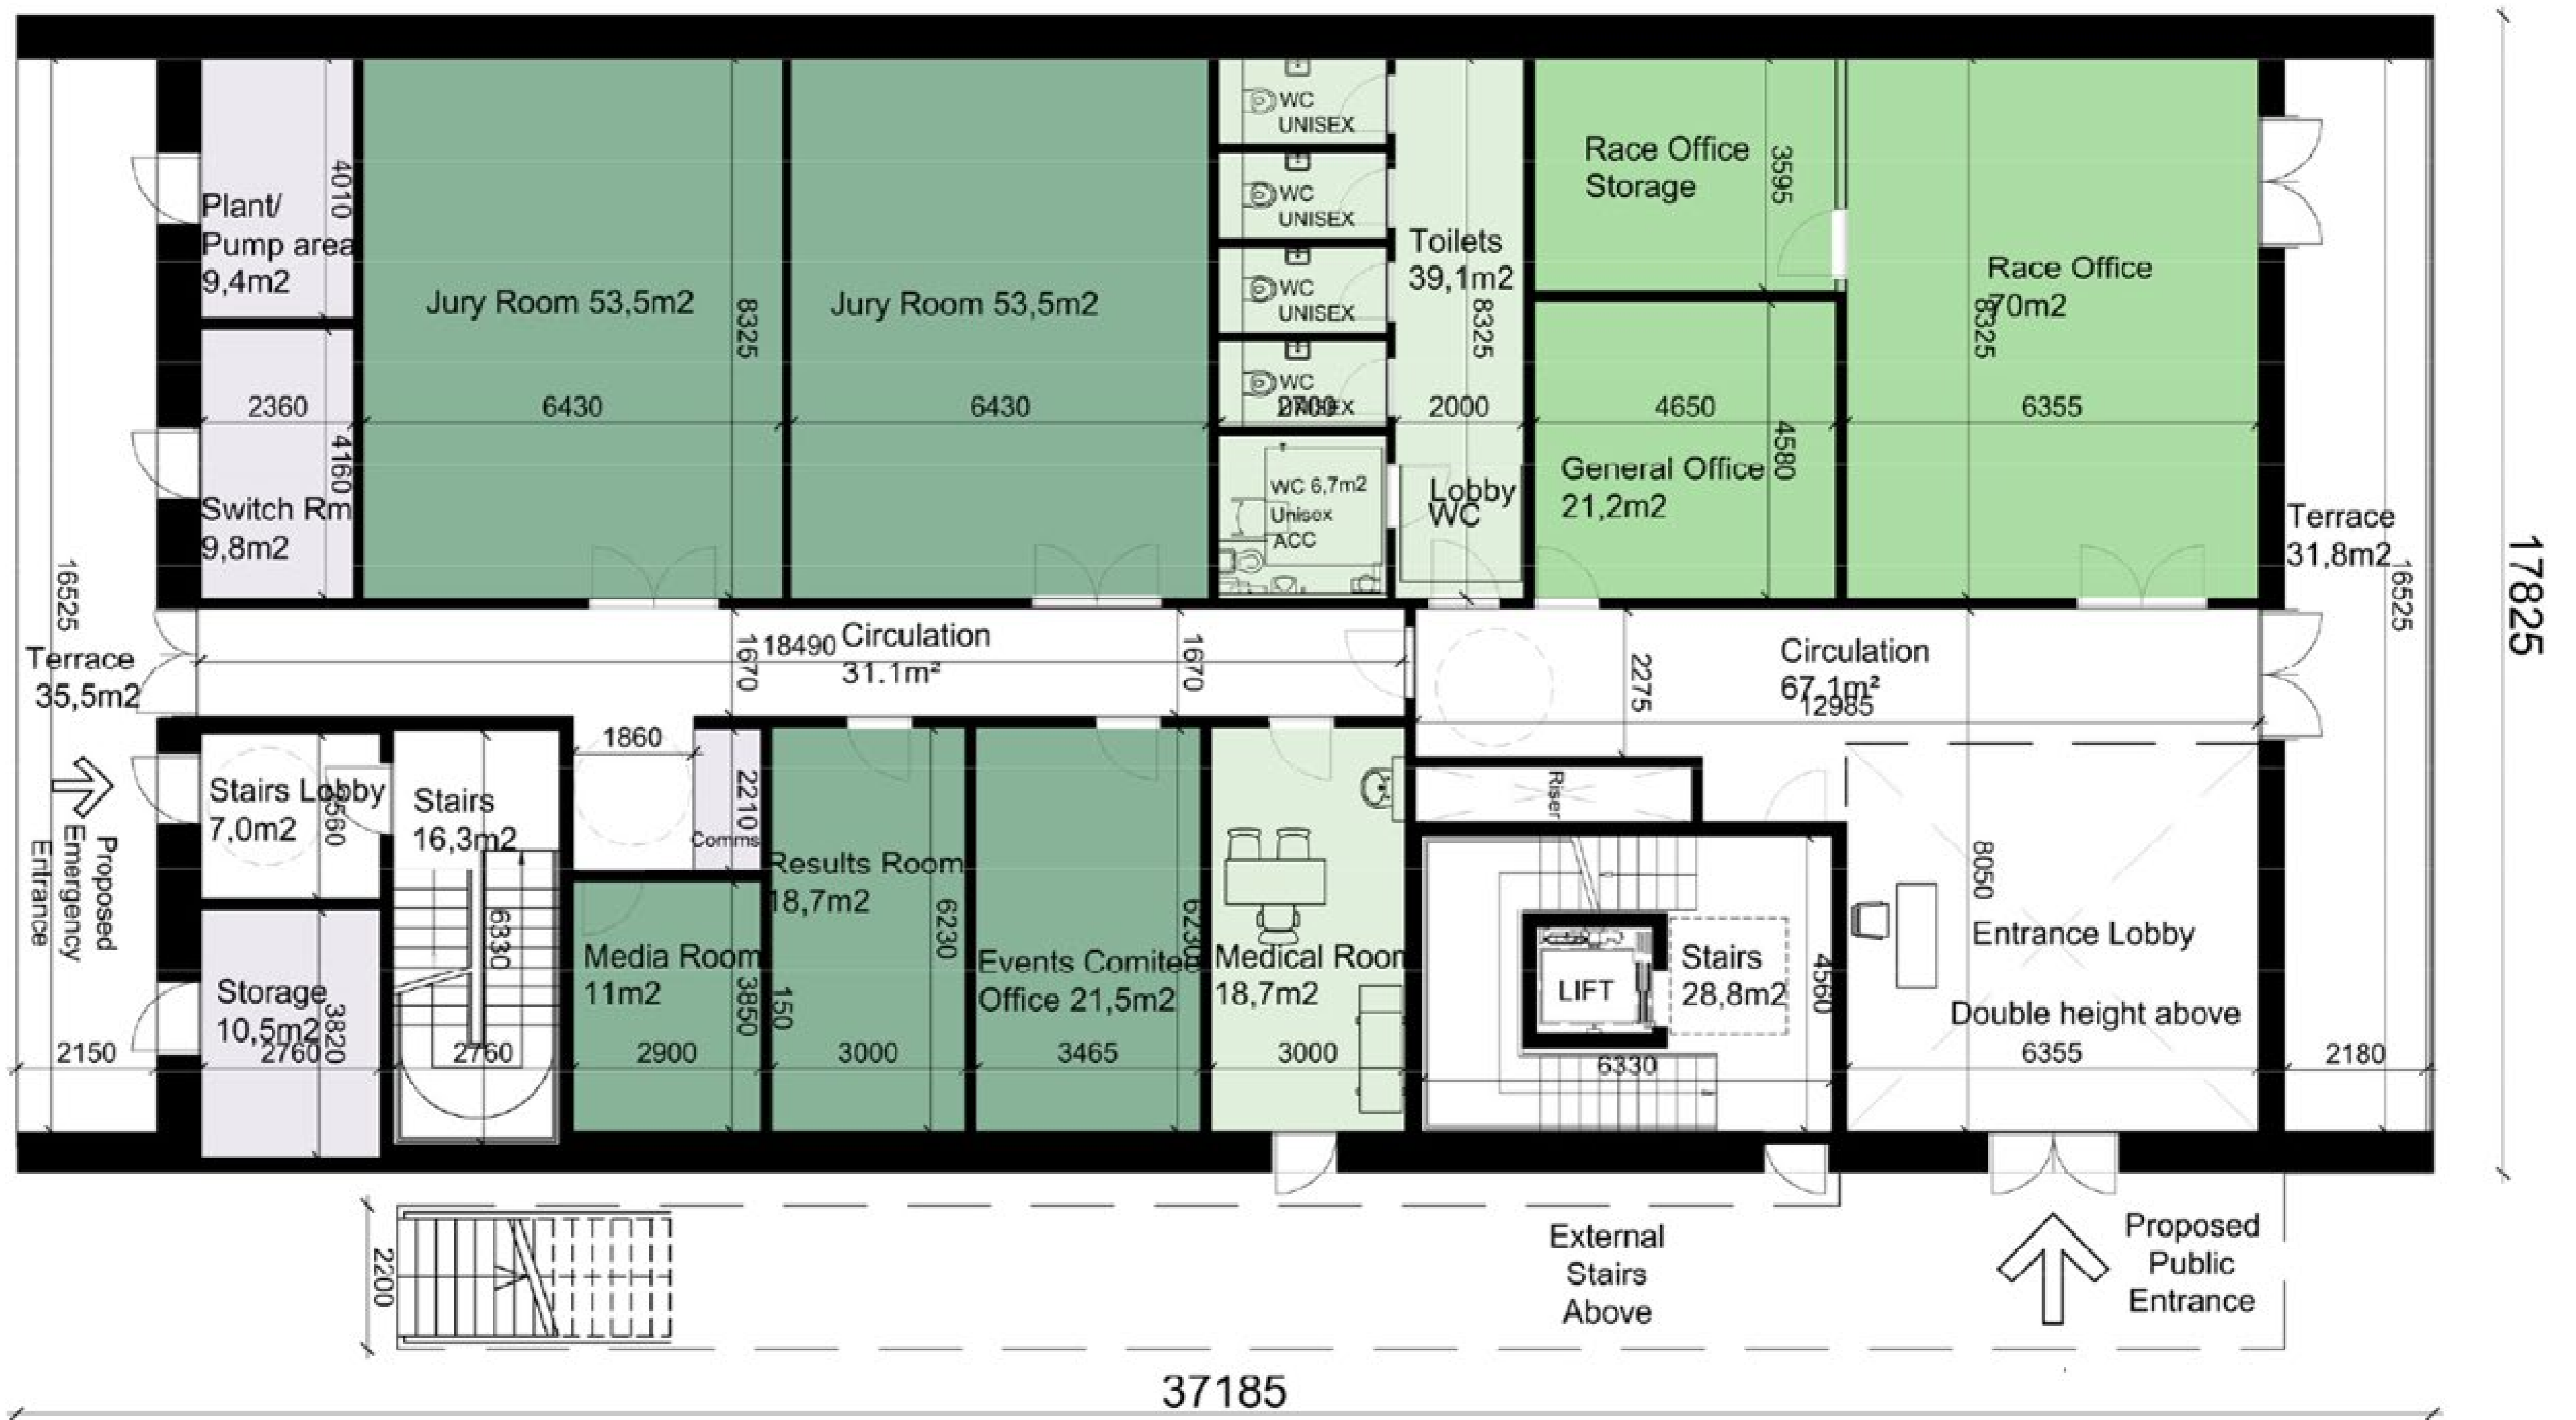 Plant/
Pump area
9,4m2
4010
Jury Room 53,5m2
8325
Jury Room 53,5m2
WC
UNISEX
WC
UNISEX
WC
UNISEX
WC
UNISEX
Toilets
39,1m2
8325
Race Office
Storage
3595
Race Office
70m2
8325
2360
6430
6430
2700
2000
4650
6355
4160
Switch Rm
9,8m2
WC 6,7m2
Unisex
ACC
Lobby
WC
General Office
21,2m2
4580
Terrace
31,8m2
16525
17825
16525
Terrace
35,5m2
1670
18490
Circulation
31.1m²
1670
2275
Circulation
67,1m²
12985
Stairs Lobby
7,0m2
Stairs
16,3m2
6330
1860
2210
Comms
Results Room
18,7m2
6230
Events Comitee
Office 21,5m2
6230
Medical Room
18,7m2
Riser
8050
Entrance Lobby
Double height above
Proposed
Emergency
Entrance
Storage
10,5m2
3820
Media Room
11m2
3850
150
LIFT
Stairs
28,8m2
4560
2150
2760
2760
2900
3000
3465
3000
6330
6355
2180
2200
External
Stairs
Above
Proposed
Public
Entrance
37185